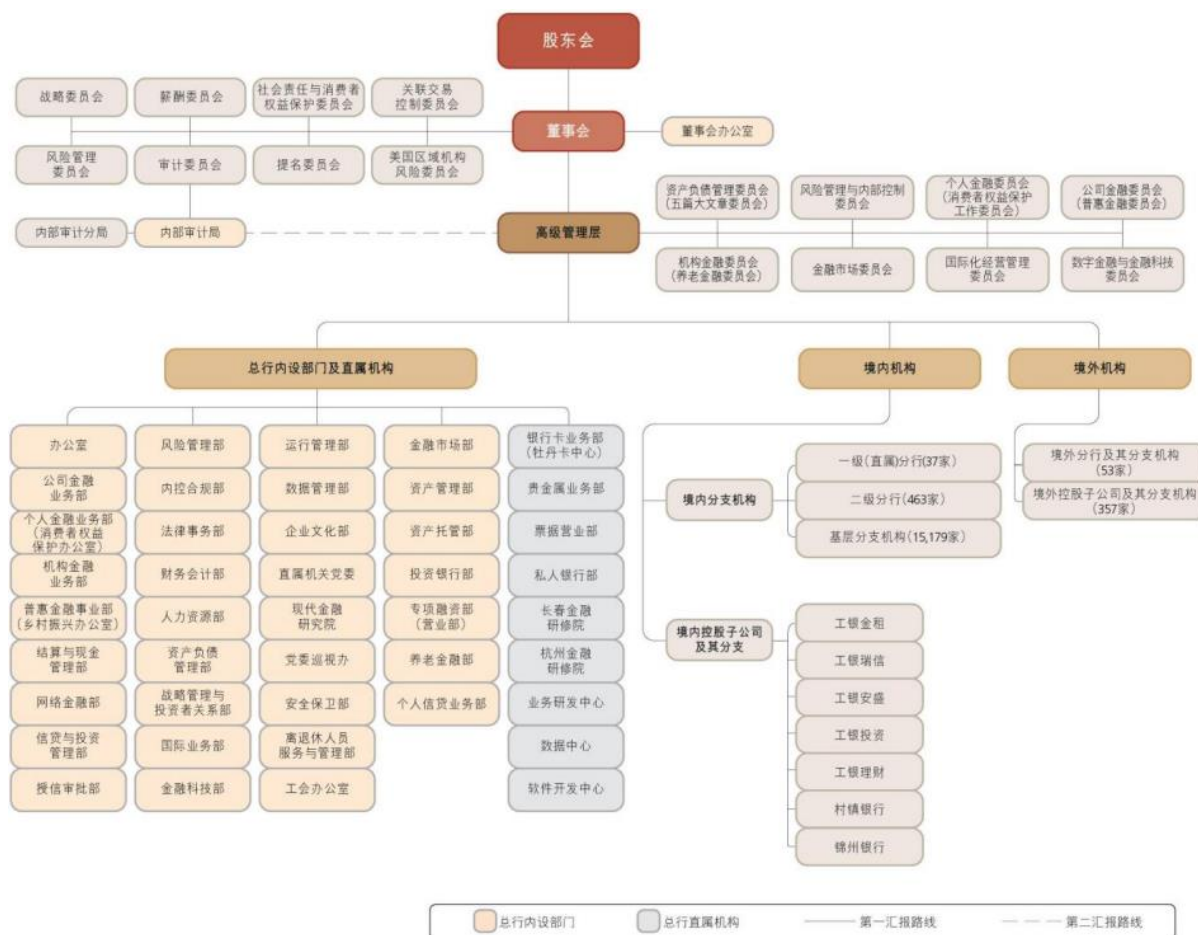 股东会
战略委员会
薪酬委员会
社会责任与消费者
权益保护委员会
关联交易
控制委员会
董事会
董事会办公室
风险管理
委员会
审计委员会
提名委员会
美国区域机构
风险委员会
资产负债管理委员会
(五篇大文章委员会)
风险管理与内部控制
委员会
个人金融委员会
(消费者权益保护
工作委员会)
公司金融委员会
(普惠金融委员会)
内部审计分局
内部审计局
高级管理层
机构金融委员会
(养老金融委员会)
金融市场委员会
国际化经营管理
委员会
数字金融与金融科技
委员会
总行内设部门及直属机构
境内机构
境外机构
办公室
公司金融
业务部
个人金融业务部
(消费者权益
保护办公室)
机构金融
业务部
普惠金融事业部
(乡村振兴办公室)
结算与现金
管理部
网络金融部
信贷与投资
管理部
授信审批部
风险管理部
内控合规部
法律事务部
财务会计部
人力资源部
资产负债
管理部
战略管理与
投资者关系部
国际业务部
金融科技部
运行管理部
数据管理部
企业文化部
直属机关党委
现代金融
研究院
党委巡视办
安全保卫部
离退休人员
服务与管理部
工会办公室
金融市场部
资产管理部
资产托管部
投资银行部
专项融资部
(营业部)
养老金融部
个人信贷业务部
银行卡业务部
(牡丹卡中心)
贵金属业务部
票据营业部
私人银行部
长春金融
研修院
杭州金融
研修院
业务研发中心
数据中心
软件开发中心
境内分支机构
一级(直属)分行(37家)
二级分行(463家)
基层分支机构(15,179家)
境内控股子公司
及其分支
工银金租
工银瑞信
工银安盛
工银投资
工银理财
村镇银行
锦州银行
境外分行及其分支机构
(53家)
境外控股子公司及其分支机构
(357家)
总行内设部门
总行直属机构
第一汇报路线
第二汇报路线